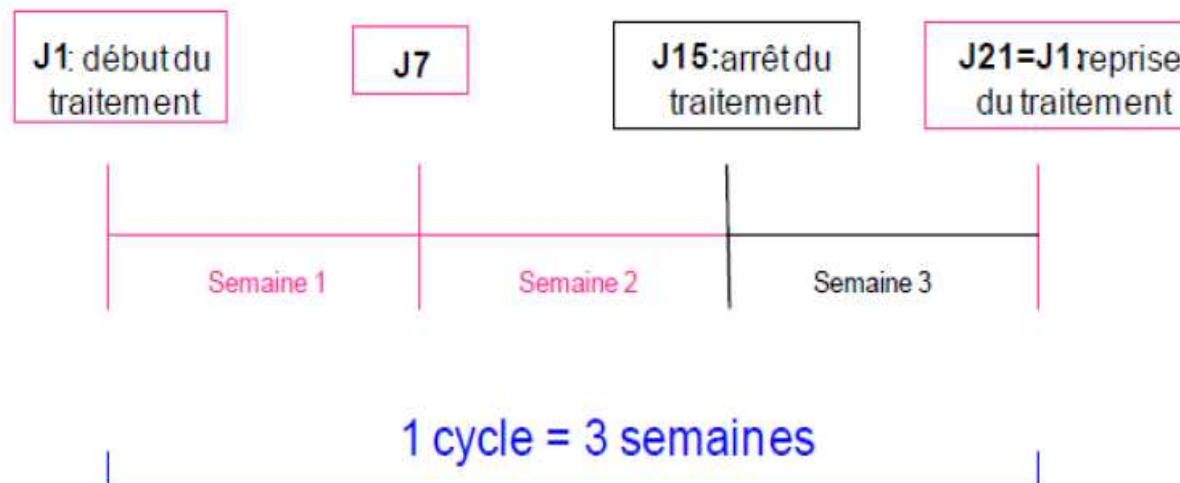 J1: début du
traitement
J7
J15:arrêt du
traitement
J21=J1:reprise
du traitement
Semaine 1
Semaine 2
Semaine 3
1 cycle = 3 semaines